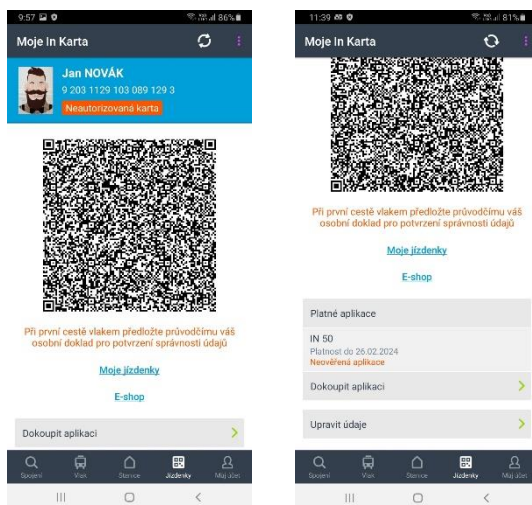 9:57
86%
Moje In Karta
Jan NOVÁK
9 203 1129 103 089 129 3
Neautorizovaná karta
Při první cestě vlakem předložte průvodčímu váš
osobní doklad pro potvrzení správnosti údajů
Moje jízdenky
E-shop
Dokoupit aplikaci
Spojení
Vlak
Stanice
Jízdenky
Můj účet
11:39
81%
Moje In Karta
Při první cestě vlakem předložte průvodčímu váš
osobní doklad pro potvrzení správnosti údajů
Moje jízdenky
E-shop
Platné aplikace
IN 50
Platnost do 26.02.2024
Neověřená aplikace
Dokoupit aplikaci
Upravit údaje
Spojení
Vlak
Stanice
Jízdenky
Můj účet